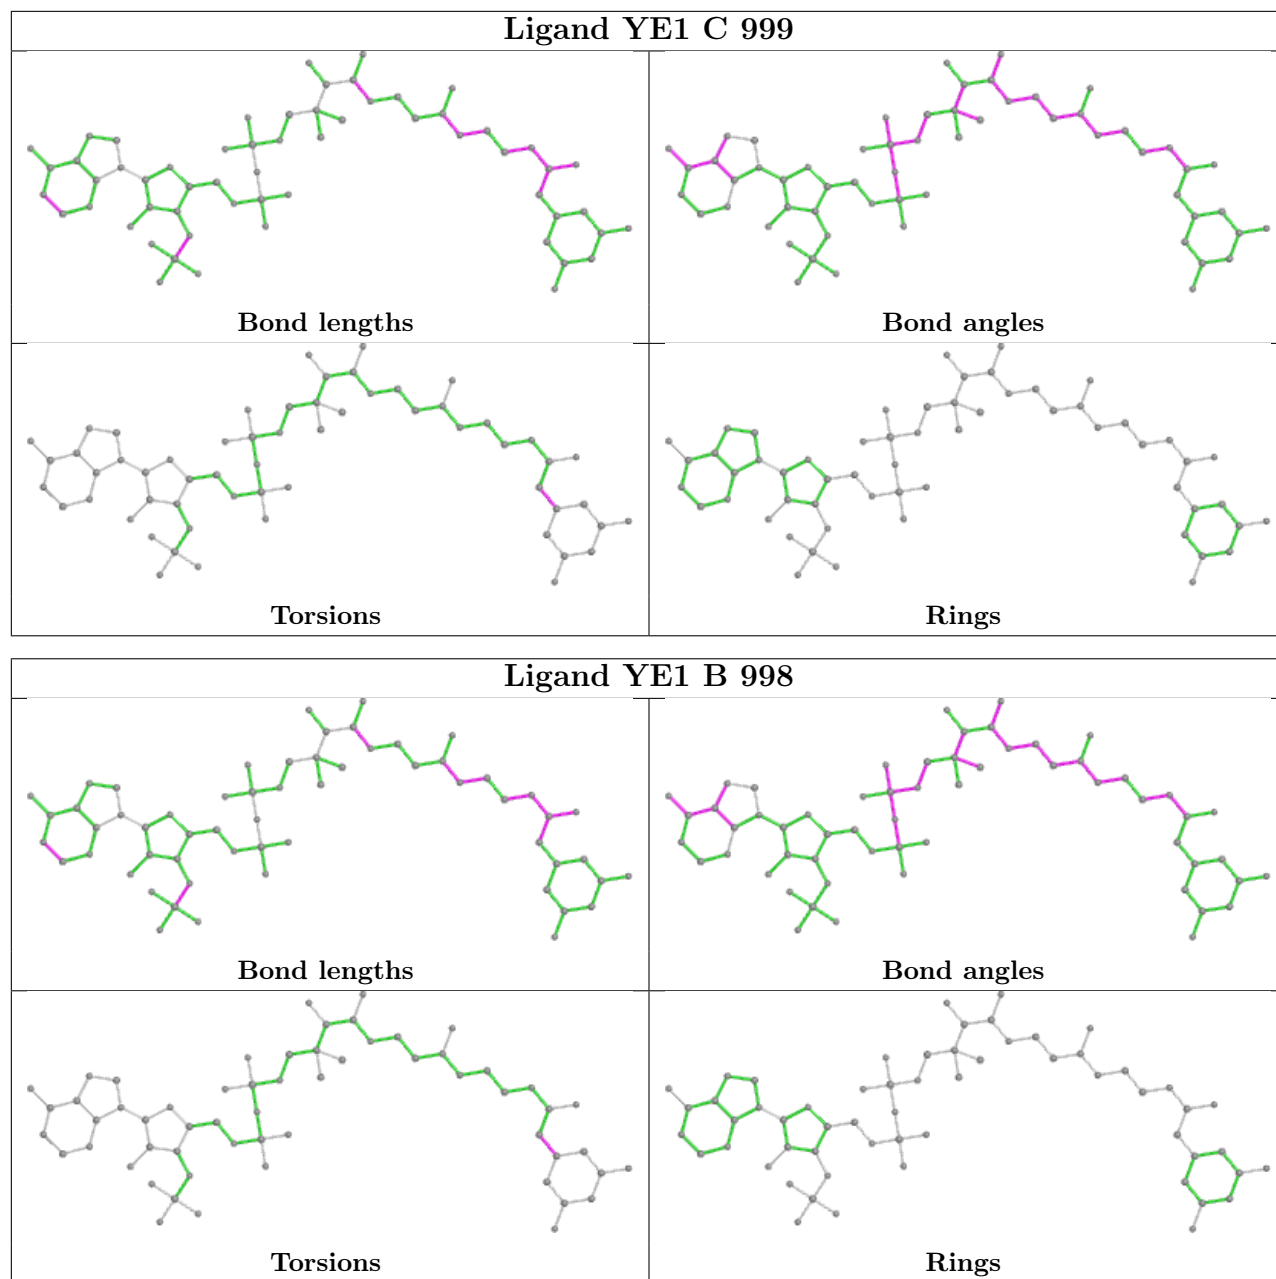 Ligand YE1 C 999
Bond lengths
Bond angles
Torsions
Rings
Ligand YE1 B 998
Bond lengths
Bond angles
Torsions
Rings